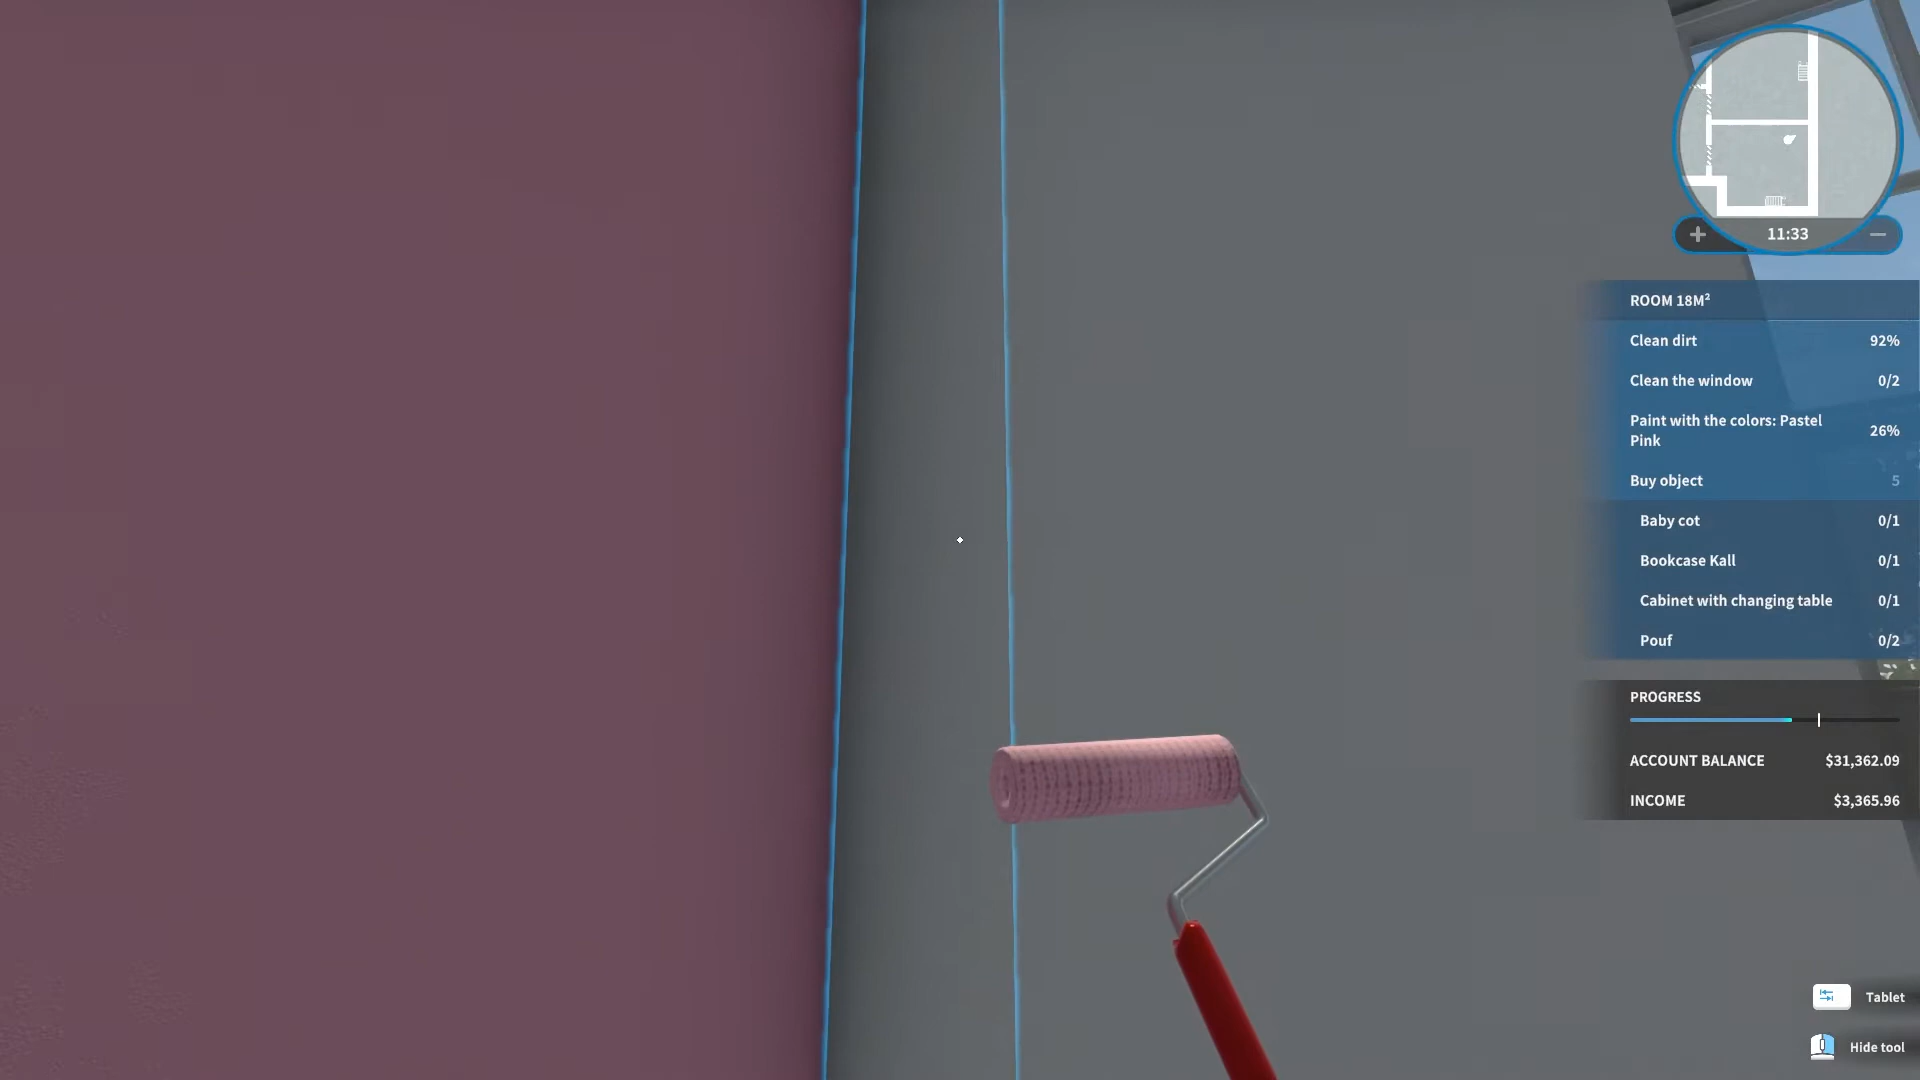 11:33
ROOM 18M²
Clean dirt 92%
Clean the window 0/2
Paint with the colors: Pastel
Pink 26%
Buy object 5
Baby cot 0/1
Bookcase Kall 0/1
Cabinet with changing table 0/1
Pouf 0/2
PROGRESS
ACCOUNT BALANCE $31,362.09
INCOME $3,365.96
Tablet
Hide tool